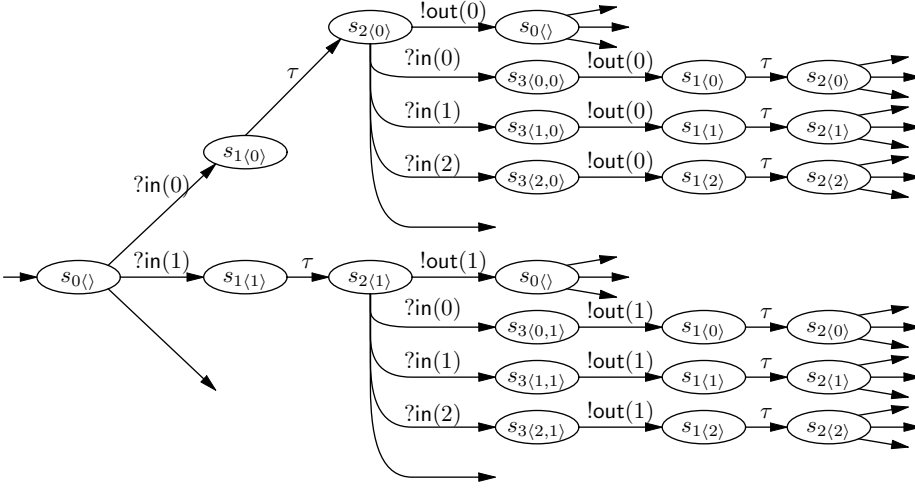 s2⟨0⟩ !out(0) s0⟨⟩
?in(0) s3⟨0,0⟩ !out(0) s1⟨0⟩ τ s2⟨0⟩
τ
?in(1) s3⟨1,0⟩ !out(0) s1⟨1⟩ τ s2⟨1⟩
s1⟨0⟩
?in(2) s3⟨2,0⟩ !out(0) s1⟨2⟩ τ s2⟨2⟩
?in(0)
s0⟨⟩ ?in(1) s1⟨1⟩ τ s2⟨1⟩ !out(1) s0⟨⟩
?in(0) s3⟨0,1⟩ !out(1) s1⟨0⟩ τ s2⟨0⟩
?in(1) s3⟨1,1⟩ !out(1) s1⟨1⟩ τ s2⟨1⟩
?in(2) s3⟨2,1⟩ !out(1) s1⟨2⟩ τ s2⟨2⟩